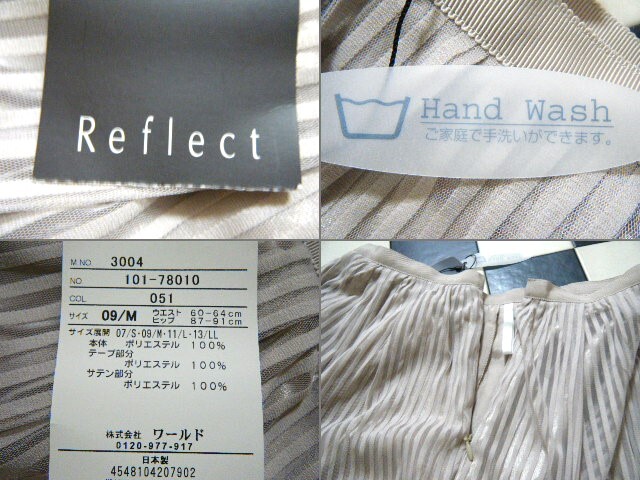 Reflect
Hand Wash
ご家庭で手洗いができます。
M.NO 3004
NO 101-78010
COL 051
サイズ 09/M ウエスト 60-64cm
ヒップ 87-91cm
サイズ展開 07/S・09/M・11/L・13/LL
本体 ポリエステル 100%
テープ部分
ポリエステル 100%
サテン部分
ポリエステル 100%
株式会社 ワールド
0120-977-917
日本製
4548104207902